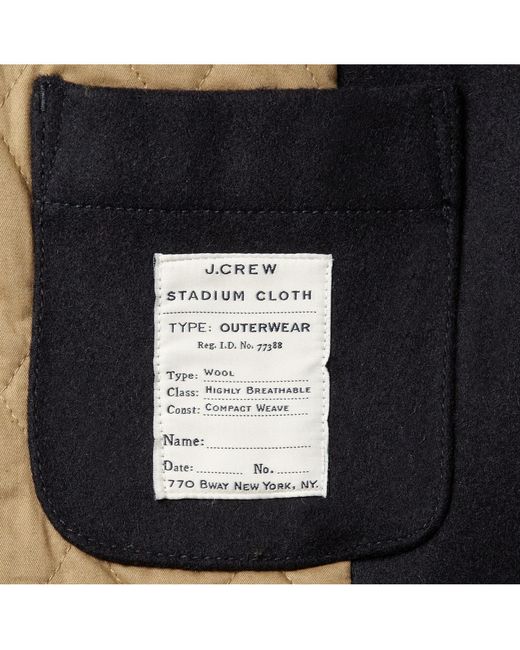 J.CREW
STADIUM CLOTH
TYPE: OUTERWEAR
Reg. I.D. No. 77388
Type: WOOL
Class: HIGHLY BREATHABLE
Const: COMPACT WEAVE
Name:
Date: ........... No. ........
770 BWAY NEW YORK, NY.